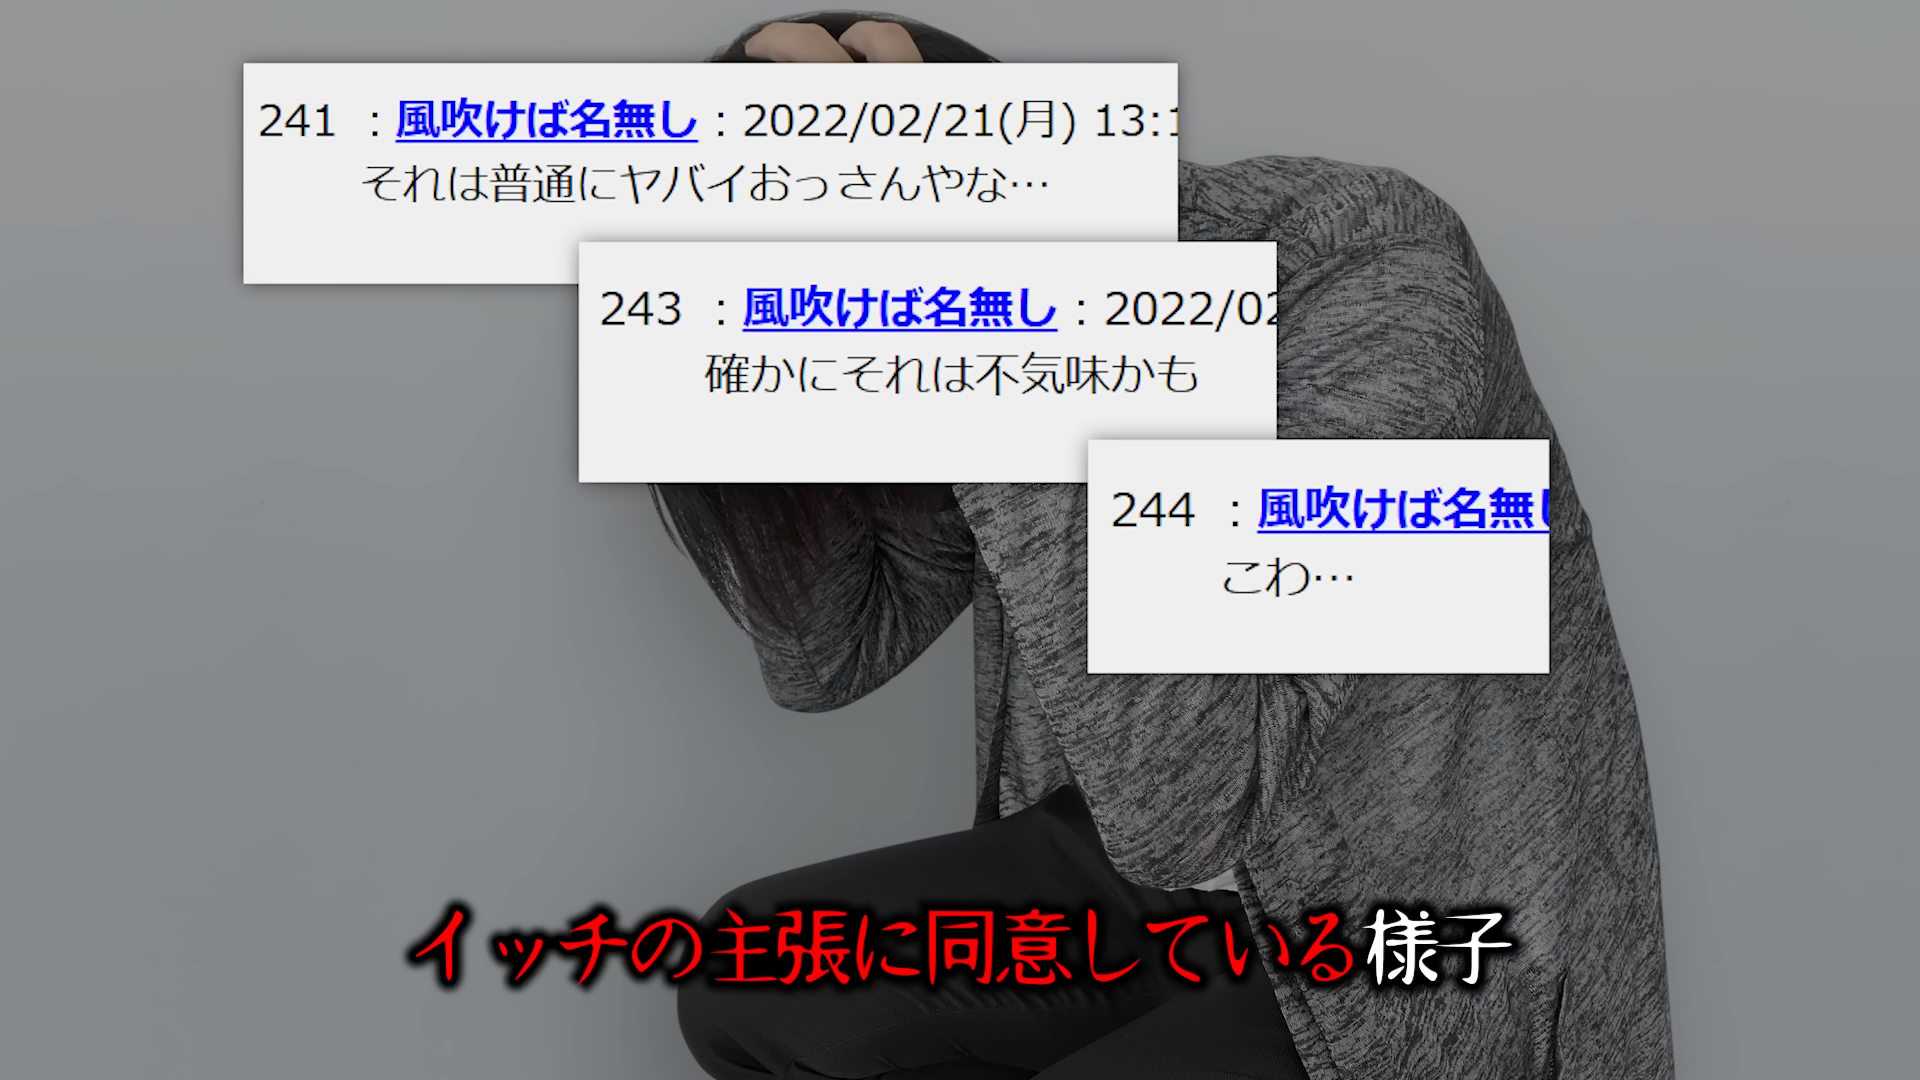 241 ：風吹けば名無し：2022/02/21(月) 13:1
それは普通にヤバイおっさんやな…
243 ：風吹けば名無し：2022/02
確かにそれは不気味かも
244 ：風吹けば名無し
こわ…
イッチの主張に同意している様子